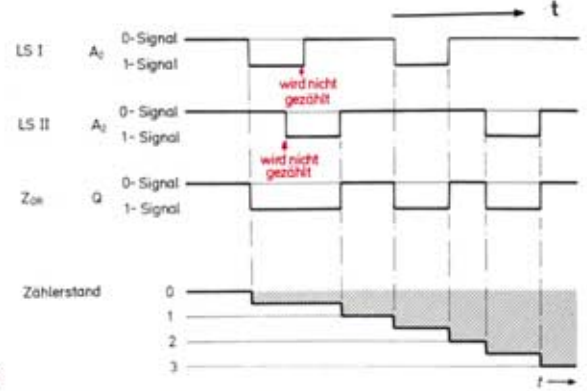 t
LS I A₂ 0-Signal
1-Signal
wird nicht
gezählt
LS II A₂ 0-Signal
1-Signal
wird nicht
gezählt
Z_OR Q 0-Signal
1-Signal
Zählerstand 0
1
2
3
t